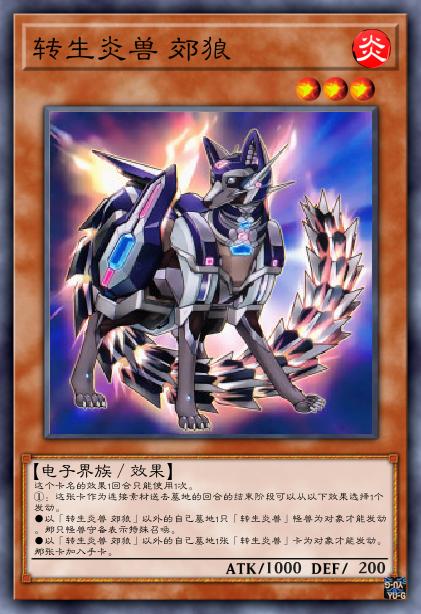 转生炎兽 郊狼
炎
【电子界族／效果】
这个卡名的效果1回合只能使用1次。
①：这张卡作为连接素材送去墓地的回合的结束阶段可以从以下效果选择1个
发动。
●以「转生炎兽 郊狼」以外的自己墓地1只「转生炎兽」怪兽为对象才能发动
。那只怪兽守备表示特殊召唤。
●以「转生炎兽 郊狼」以外的自己墓地1张「转生炎兽」卡为对象才能发动。
那张卡加入手卡。
ATK/1000 DEF/ 200